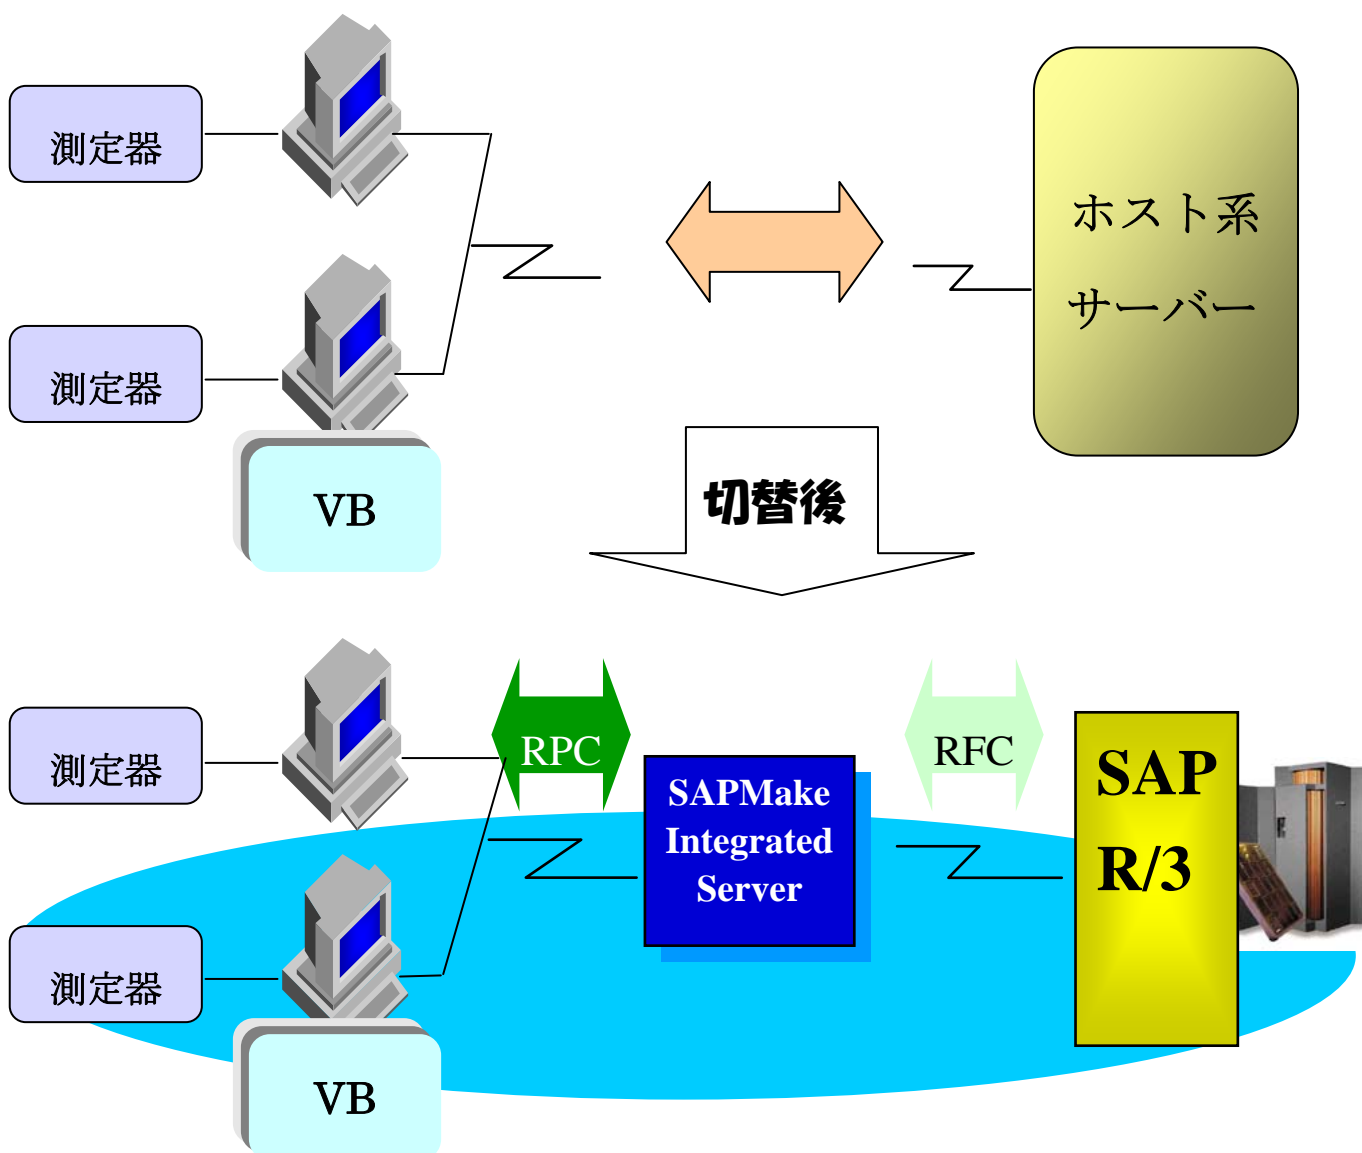 測定器
ホスト系
サーバー
測定器
VB
切替後
RPC
RFC
測定器
SAPMake
Integrated
Server
SAP
R/3
測定器
VB